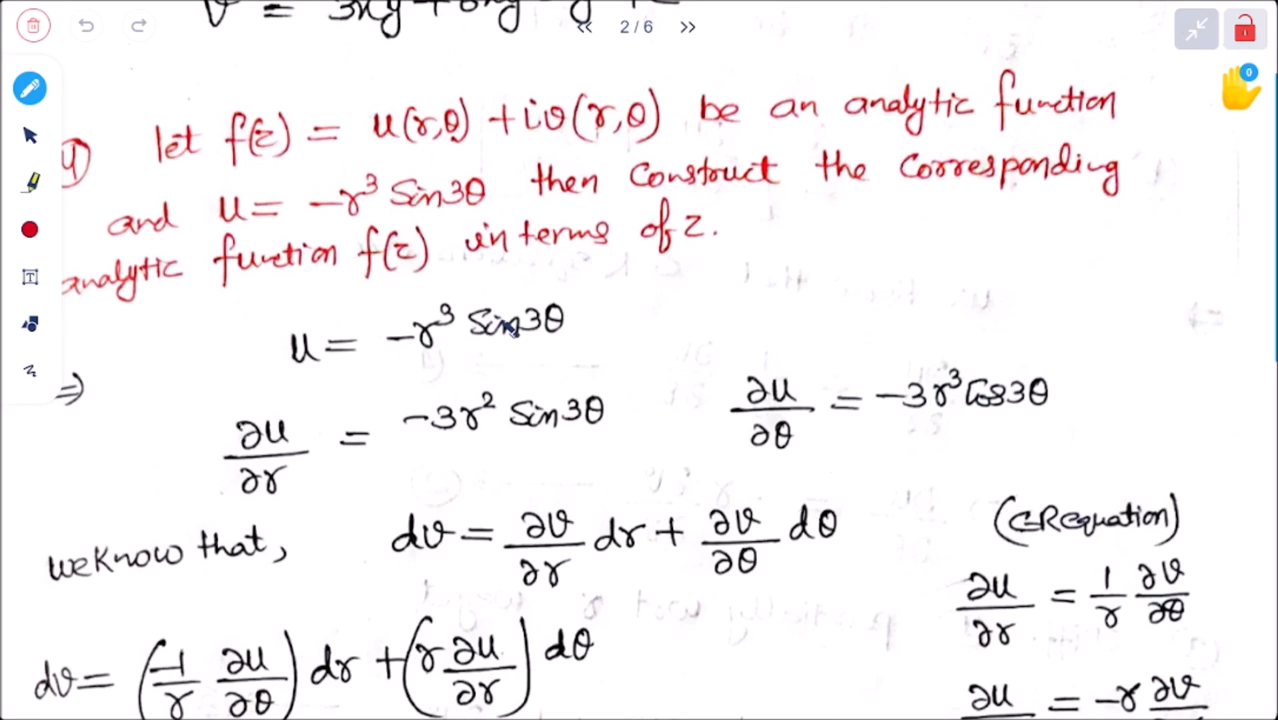 v = 3x
2/6
0
4) let f(z) = u(r,θ) + iv(r,θ) be an analytic function
and u = -r³ Sin3θ then construct the corresponding
analytic function f(z) in terms of z.
u = -r³ Sin3θ
⇒ ∂u/∂r = -3r² Sin3θ ∂u/∂θ = -3r³ Cos3θ
we know that, dv = ∂v/∂r dr + ∂v/∂θ dθ (C-R equation)
∂u/∂r = 1/r ∂v/∂θ
dv = (-1/r ∂u/∂θ) dr + (r ∂u/∂r) dθ
∂u = -r ∂v